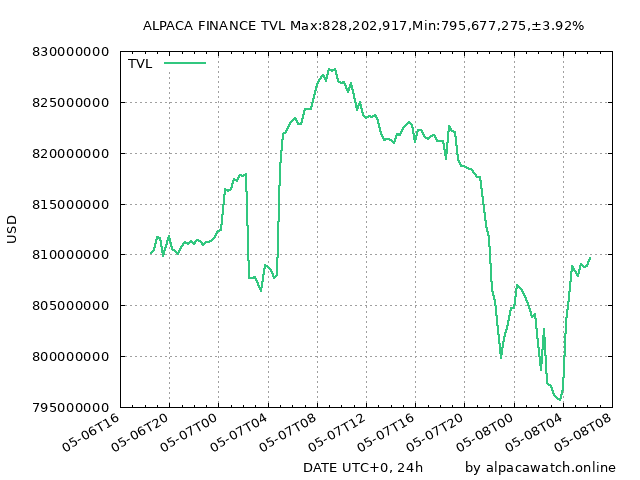 ALPACA FINANCE TVL Max:828,202,917,Min:795,677,275,±3.92%
830000000
TVL
825000000
820000000
815000000
USD
810000000
805000000
800000000
795000000
05-06T16 05-06T20 05-07T00 05-07T04 05-07T08 05-07T12 05-07T16 05-07T20 05-08T00 05-08T04 05-08T08
DATE UTC+0, 24h by alpacawatch.online